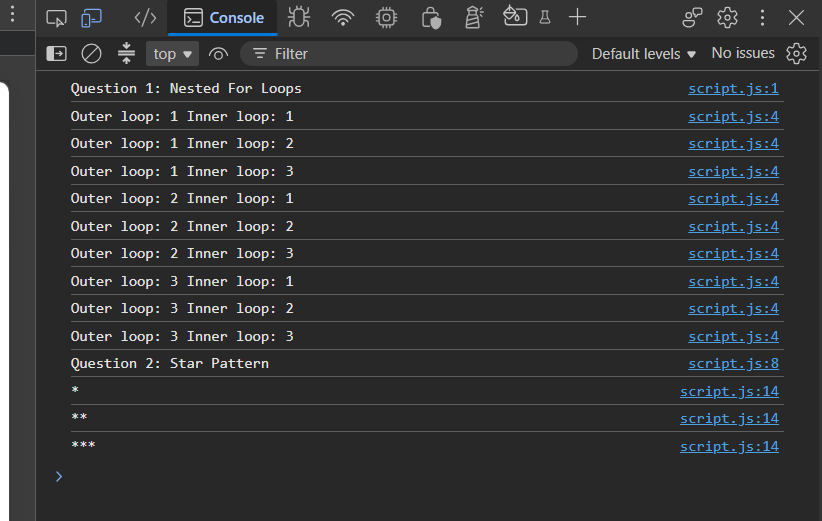 Console
top Filter Default levels No issues
Question 1: Nested For Loops script.js:1
Outer loop: 1 Inner loop: 1 script.js:4
Outer loop: 1 Inner loop: 2 script.js:4
Outer loop: 1 Inner loop: 3 script.js:4
Outer loop: 2 Inner loop: 1 script.js:4
Outer loop: 2 Inner loop: 2 script.js:4
Outer loop: 2 Inner loop: 3 script.js:4
Outer loop: 3 Inner loop: 1 script.js:4
Outer loop: 3 Inner loop: 2 script.js:4
Outer loop: 3 Inner loop: 3 script.js:4
Question 2: Star Pattern script.js:8
* script.js:14
** script.js:14
*** script.js:14